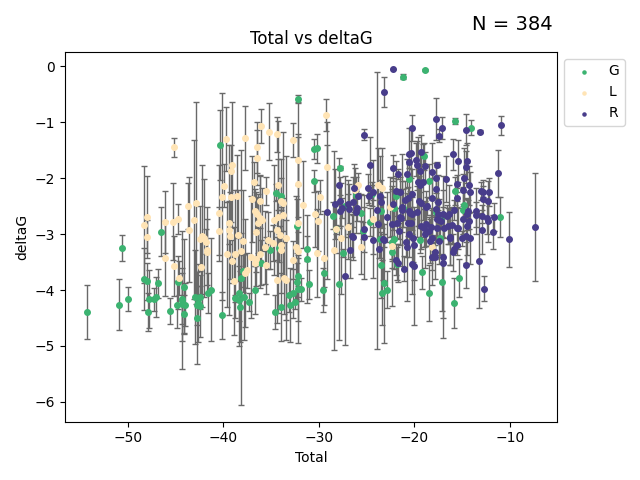 N = 384
Total vs deltaG
G
L
R
deltaG
0
−1
−2
−3
−4
−5
−6
−50 −40 −30 −20 −10
Total